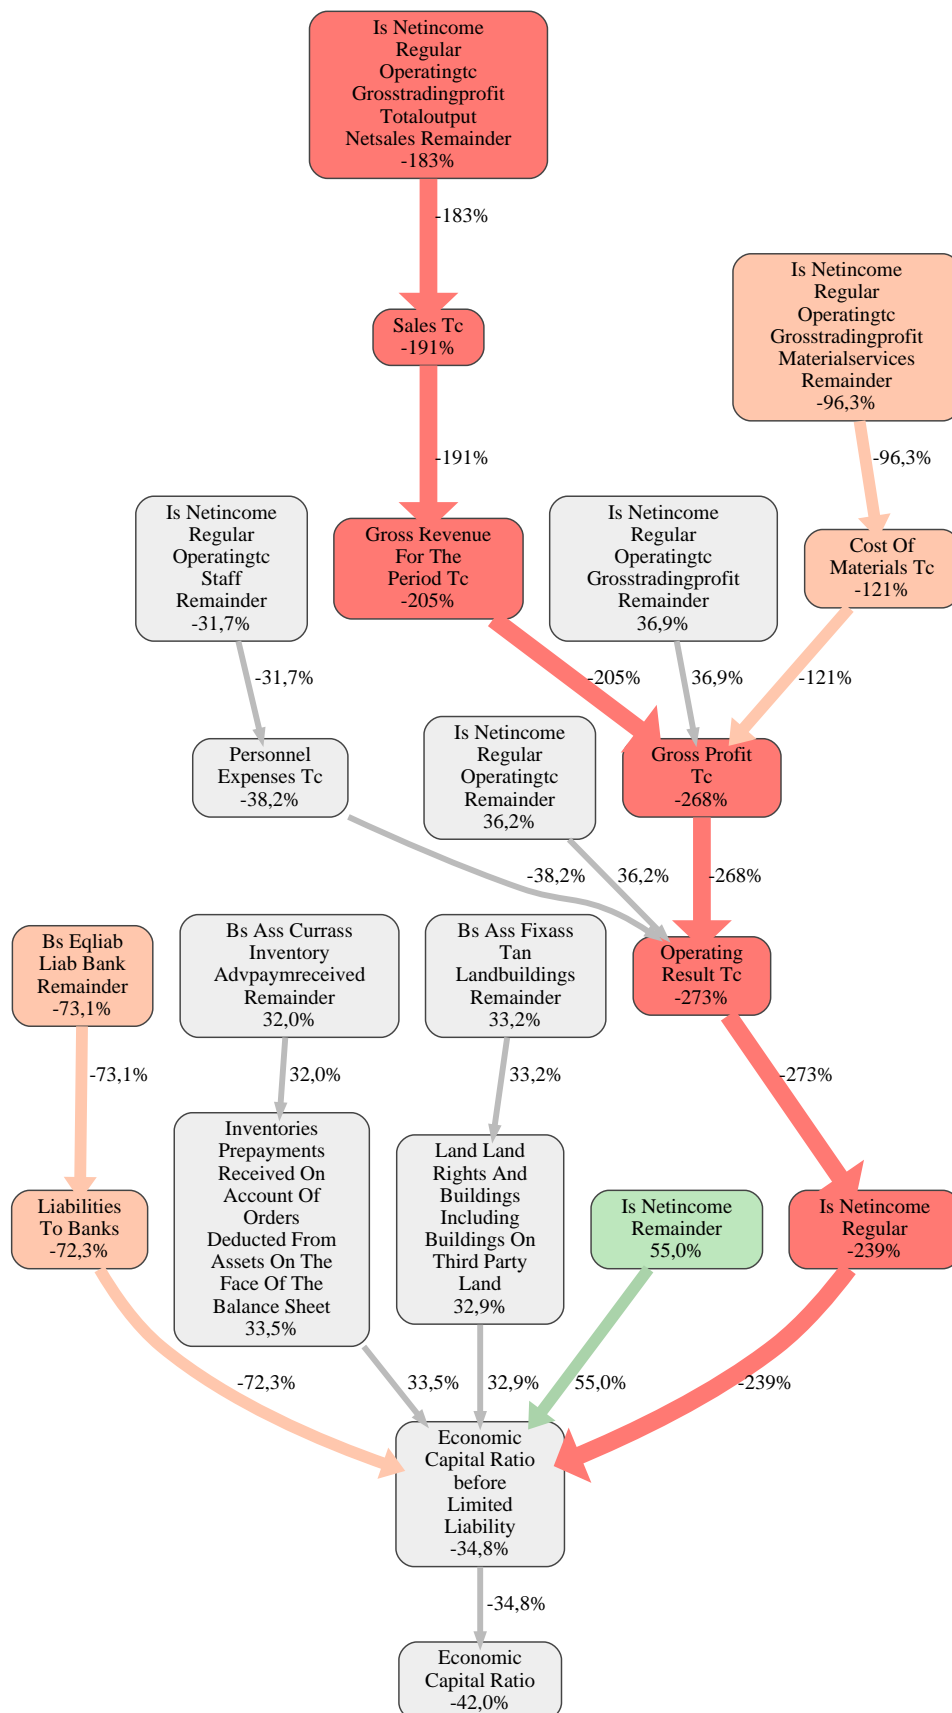 Is Netincome
Regular
Operatingtc
Grosstradingprofit
Totaloutput
Netsales Remainder
-183%
-183%
Sales Tc
-191%
Is Netincome
Regular
Operatingtc
Grosstradingprofit
Materialservices
Remainder
-96,3%
-191%
-96,3%
Is Netincome
Regular
Operatingtc
Staff
Remainder
-31,7%
Gross Revenue
For The
Period Tc
-205%
Is Netincome
Regular
Operatingtc
Grosstradingprofit
Remainder
36,9%
Cost Of
Materials Tc
-121%
-31,7%
-205%
36,9%
-121%
Personnel
Expenses Tc
-38,2%
Is Netincome
Regular
Operatingtc
Remainder
36,2%
Gross Profit
Tc
-268%
-38,2%
36,2%
-268%
Bs Eqliab
Liab Bank
Remainder
-73,1%
Bs Ass Currass
Inventory
Advpaymreceived
Remainder
32,0%
Bs Ass Fixass
Tan
Landbuildings
Remainder
33,2%
Operating
Result Tc
-273%
-73,1%
32,0%
33,2%
-273%
Liabilities
To Banks
-72,3%
Inventories
Prepayments
Received On
Account Of
Orders
Deducted From
Assets On The
Face Of The
Balance Sheet
33,5%
Land Land
Rights And
Buildings
Including
Buildings On
Third Party
Land
32,9%
Is Netincome
Remainder
55,0%
Is Netincome
Regular
-239%
-72,3%
33,5%
32,9%
55,0%
-239%
Economic
Capital Ratio
before
Limited
Liability
-34,8%
-34,8%
Economic
Capital Ratio
-42,0%